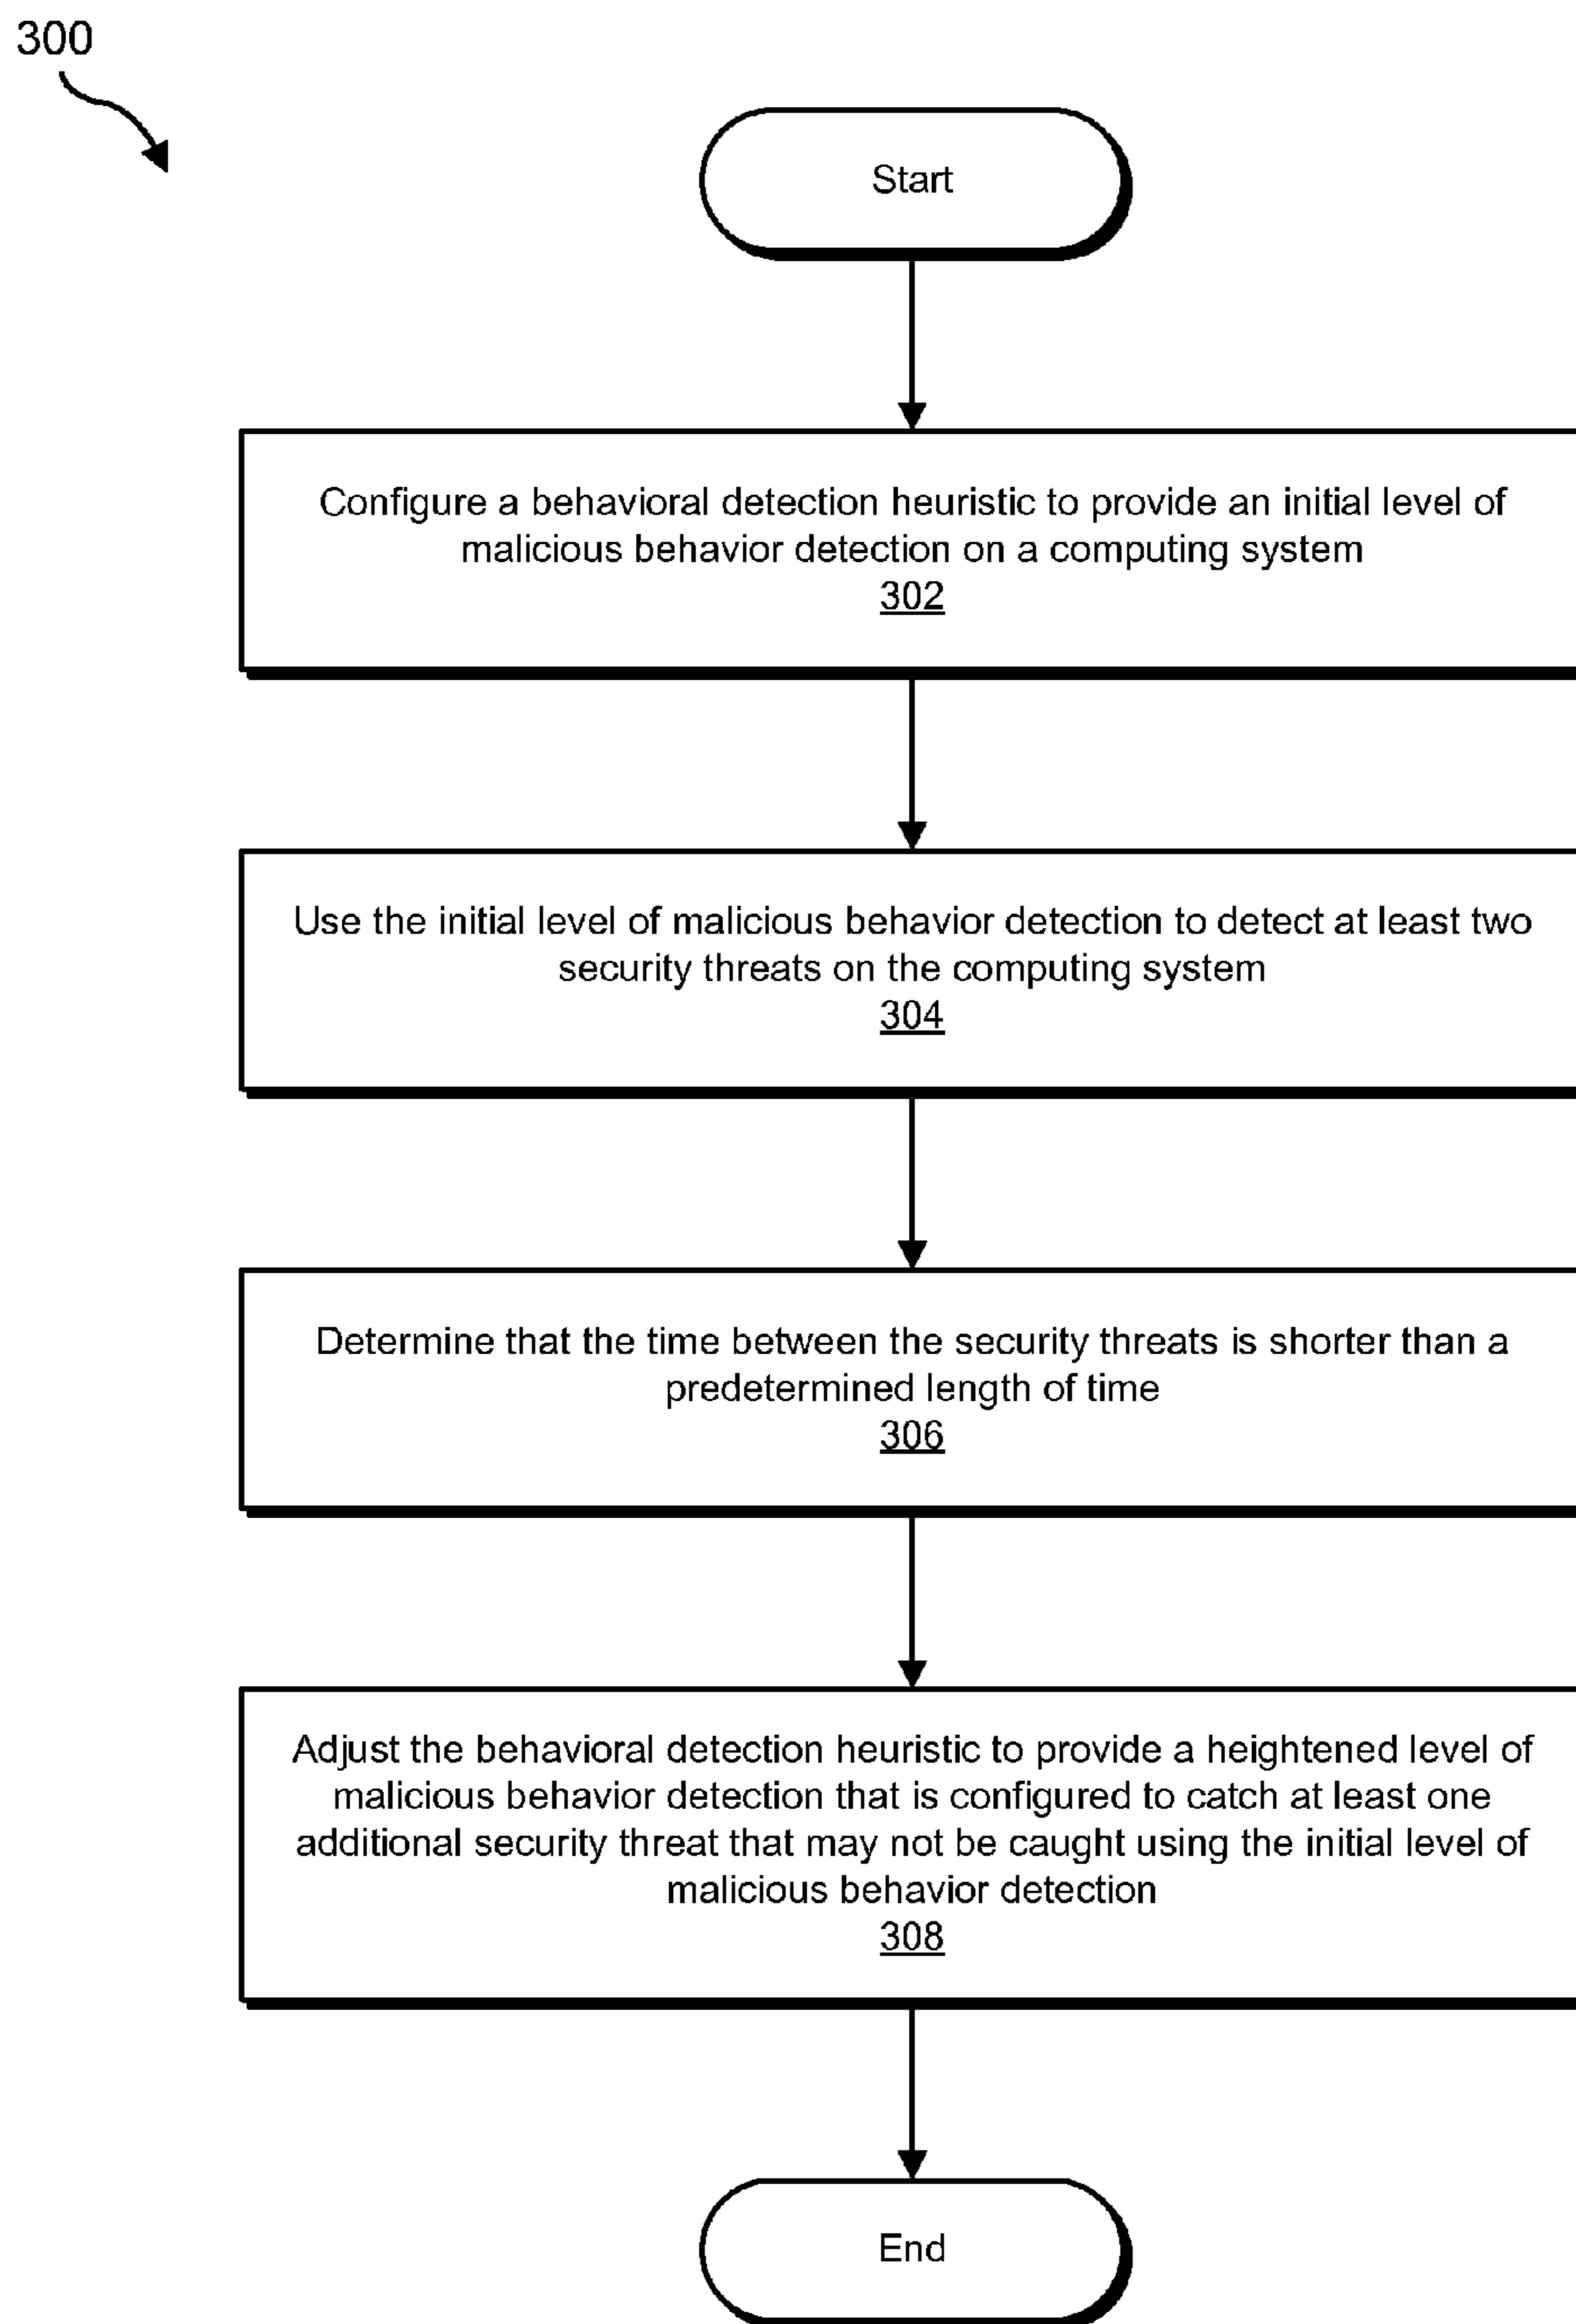 300
Start
Configure a behavioral detection heuristic to provide an initial level of
malicious behavior detection on a computing system
302
Use the initial level of malicious behavior detection to detect at least two
security threats on the computing system
304
Determine that the time between the security threats is shorter than a
predetermined length of time
306
Adjust the behavioral detection heuristic to provide a heightened level of
malicious behavior detection that is configured to catch at least one
additional security threat that may not be caught using the initial level of
malicious behavior detection
308
End